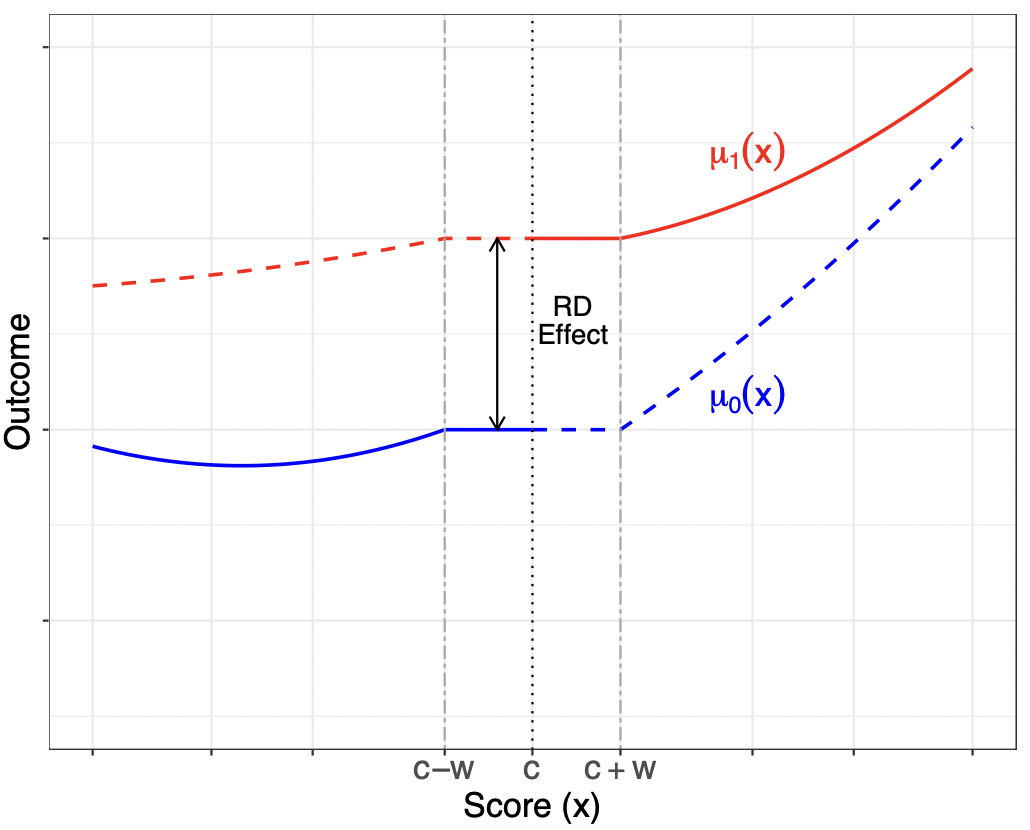 μ₁(x)
RD
Effect
μ₀(x)
Outcome
c−w
c
c + w
Score (x)